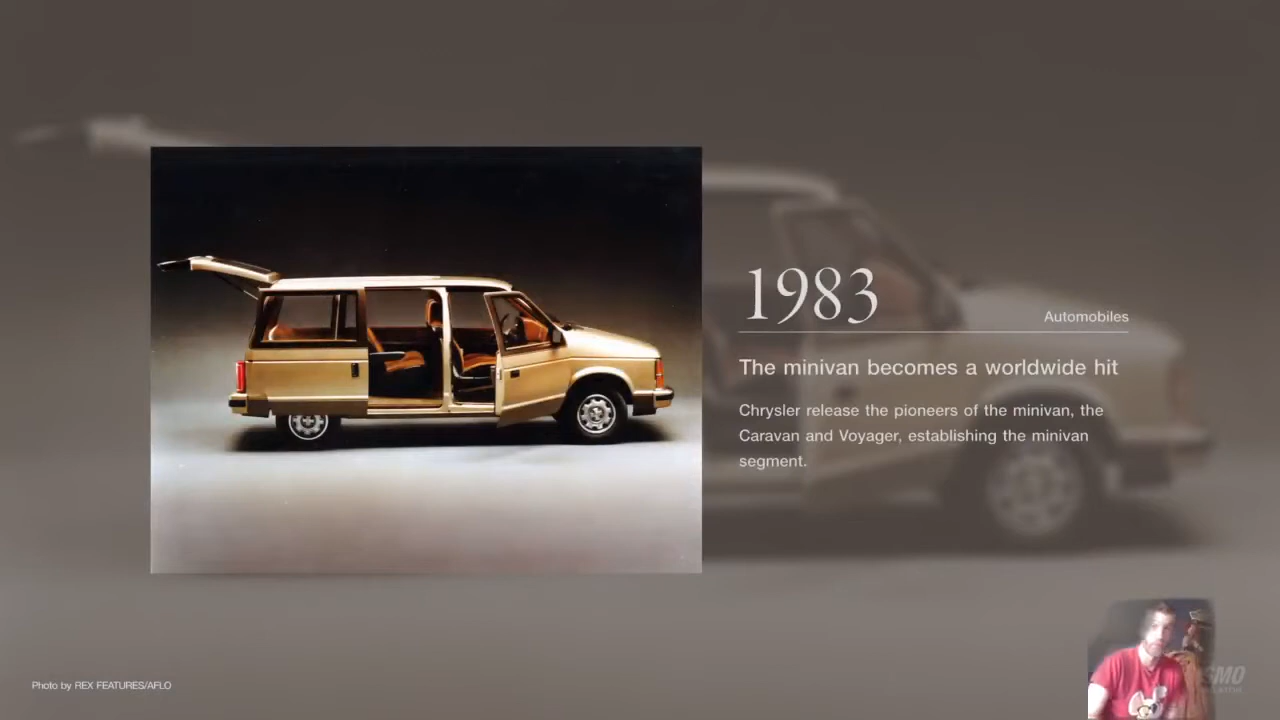 1983
Automobiles
The minivan becomes a worldwide hit
Chrysler release the pioneers of the minivan, the
Caravan and Voyager, establishing the minivan
segment.
Photo by REX FEATURES/AFLO